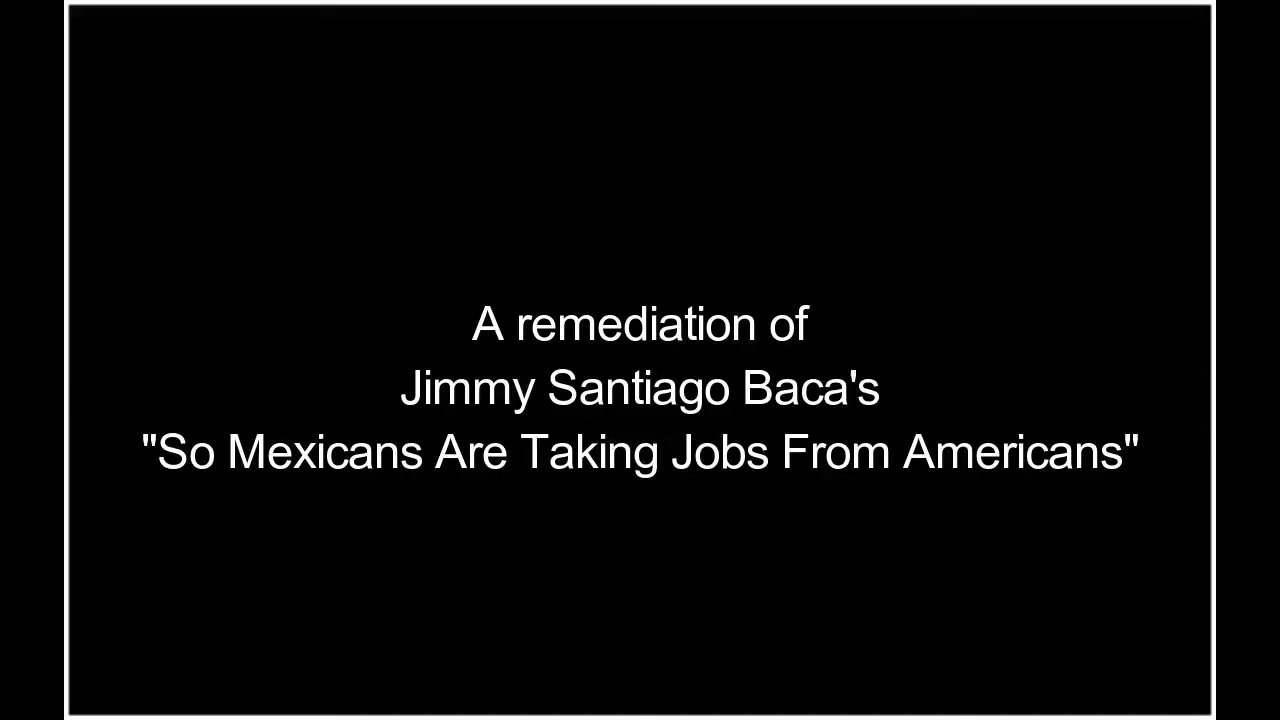 A remediation of
Jimmy Santiago Baca's
"So Mexicans Are Taking Jobs From Americans"